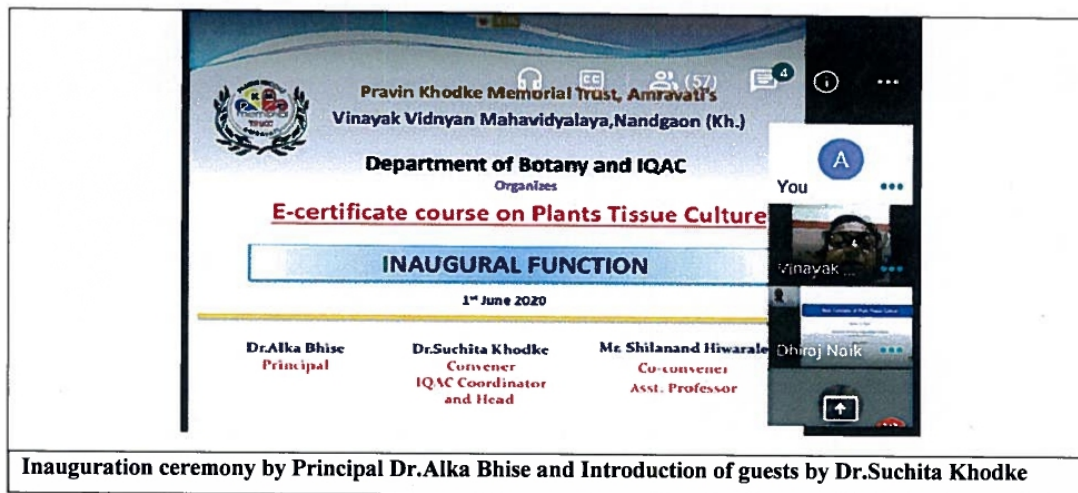 (57)
4
Pravin Khodke Memorial Trust, Amravati's
Vinayak Vidnyan Mahavidyalaya,Nandgaon (Kh.)
Department of Botany and IQAC
Organizes
E-certificate course on Plants Tissue Culture
INAUGURAL FUNCTION
1st June 2020
Dr.Alka Bhise
Principal
Dr.Suchita Khodke
Convener
IQAC Coordinator
and Head
Mr. Shilanand Hiwarale
Co-convener
Asst. Professor
CC
A
You
Vinayak ...
Dhiraj Naik
Inauguration ceremony by Principal Dr.Alka Bhise and Introduction of guests by Dr.Suchita Khodke